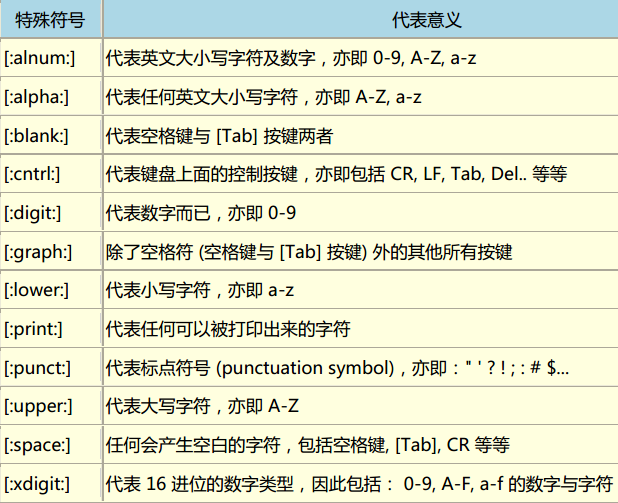 特殊符号 代表意义
[:alnum:] 代表英文大小写字符及数字，亦即 0-9, A-Z, a-z
[:alpha:] 代表任何英文大小写字符，亦即 A-Z, a-z
[:blank:] 代表空格键与 [Tab] 按键两者
[:cntrl:] 代表键盘上面的控制按键，亦即包括 CR, LF, Tab, Del.. 等等
[:digit:] 代表数字而已，亦即 0-9
[:graph:] 除了空格符 (空格键与 [Tab] 按键) 外的其他所有按键
[:lower:] 代表小写字符，亦即 a-z
[:print:] 代表任何可以被打印出来的字符
[:punct:] 代表标点符号 (punctuation symbol)，亦即：" ' ? ! ; : # $...
[:upper:] 代表大写字符，亦即 A-Z
[:space:] 任何会产生空白的字符，包括空格键, [Tab], CR 等等
[:xdigit:] 代表 16 进位的数字类型，因此包括： 0-9, A-F, a-f 的数字与字符